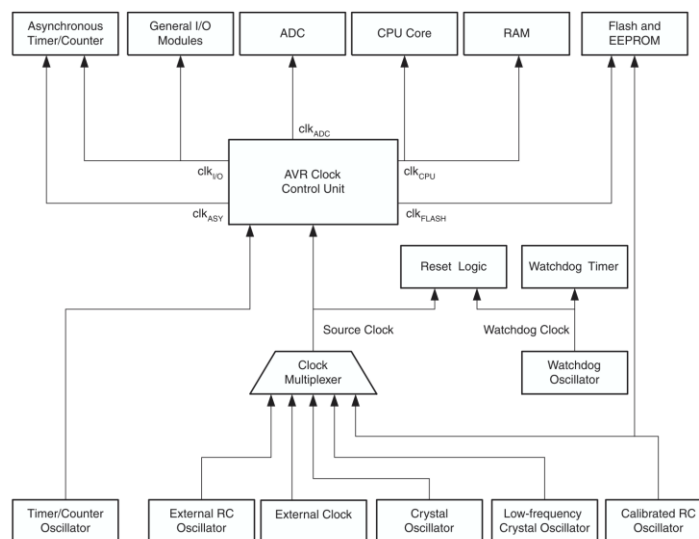 Asynchronous
Timer/Counter
General I/O
Modules
ADC
CPU Core
RAM
Flash and
EEPROM
clkADC
clkI/O
AVR Clock
Control Unit
clkCPU
clkASY
clkFLASH
Reset Logic
Watchdog Timer
Source Clock
Watchdog Clock
Clock
Multiplexer
Watchdog
Oscillator
Timer/Counter
Oscillator
External RC
Oscillator
External Clock
Crystal
Oscillator
Low-frequency
Crystal Oscillator
Calibrated RC
Oscillator